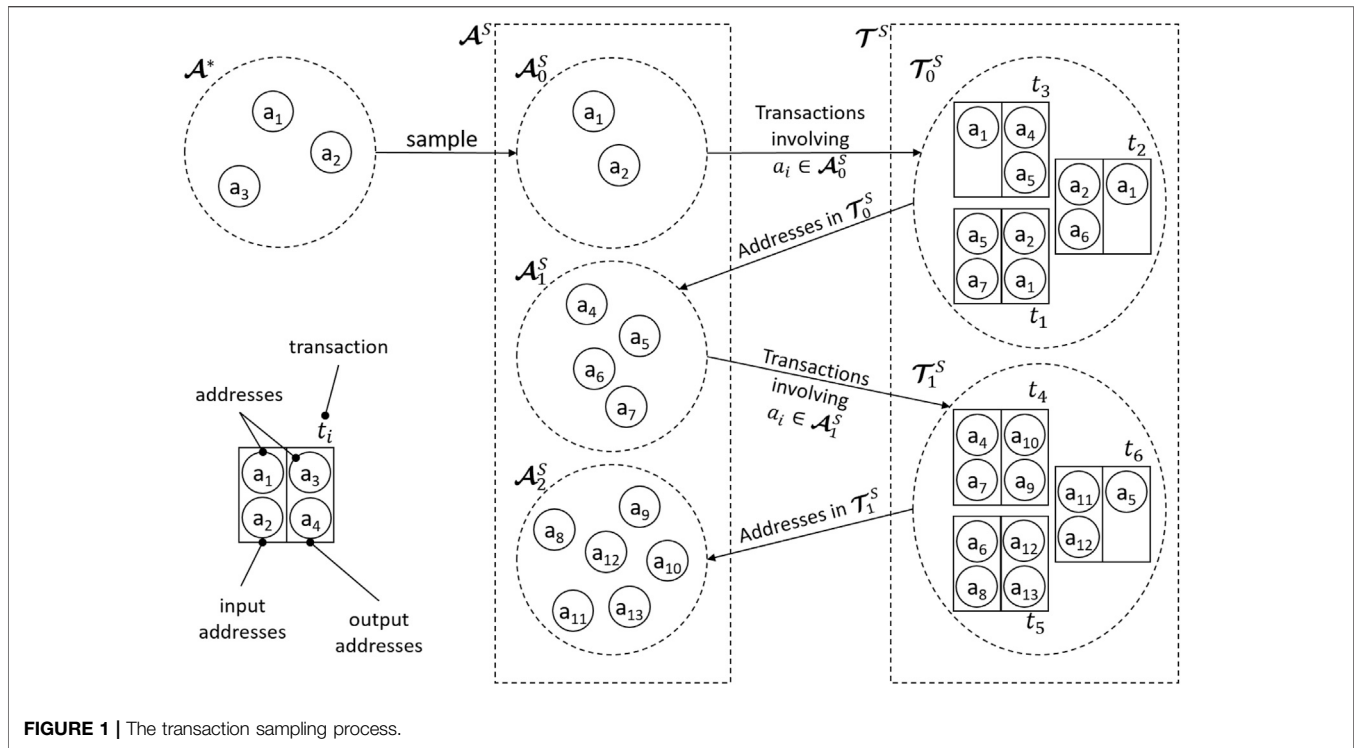 𝓐*
a₁
a₂
a₃
sample
𝓐ˢ
𝓐₀ˢ
a₁
a₂
Transactions
involving
aᵢ ∈ 𝓐₀ˢ
𝓣ˢ
𝓣₀ˢ
t₃
a₁ a₄
a₅
t₂
a₂ a₁
a₆
a₅ a₂
a₇ a₁
t₁
Addresses in 𝓣₀ˢ
𝓐₁ˢ
a₄
a₅
a₆
a₇
Transactions
involving
aᵢ ∈ 𝓐₁ˢ
𝓣₁ˢ
t₄
a₄ a₁₀
a₇ a₉
t₆
a₁₁ a₅
a₁₂
a₆ a₁₂
a₈ a₁₃
t₅
Addresses in 𝓣₁ˢ
𝓐₂ˢ
a₉
a₈
a₁₂
a₁₀
a₁₁
a₁₃
transaction
addresses
tᵢ
a₁ a₃
a₂ a₄
input
addresses
output
addresses
FIGURE 1 | The transaction sampling process.